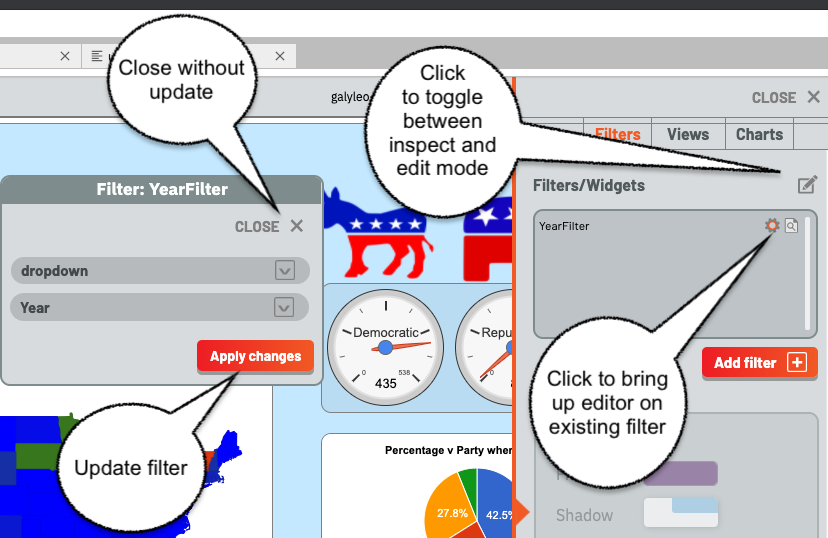 Close without
update
Click
to toggle
between
inspect and
edit mode
galyleo
CLOSE
Filters
Views
Charts
Filter: YearFilter
CLOSE
dropdown
Year
Apply changes
Filters/Widgets
YearFilter
Add filter
Democratic
0
538
435
Repu
0
Click to bring
up editor on
existing filter
Update filter
Percentage v Party when
27.8%
42.5%
Shadow